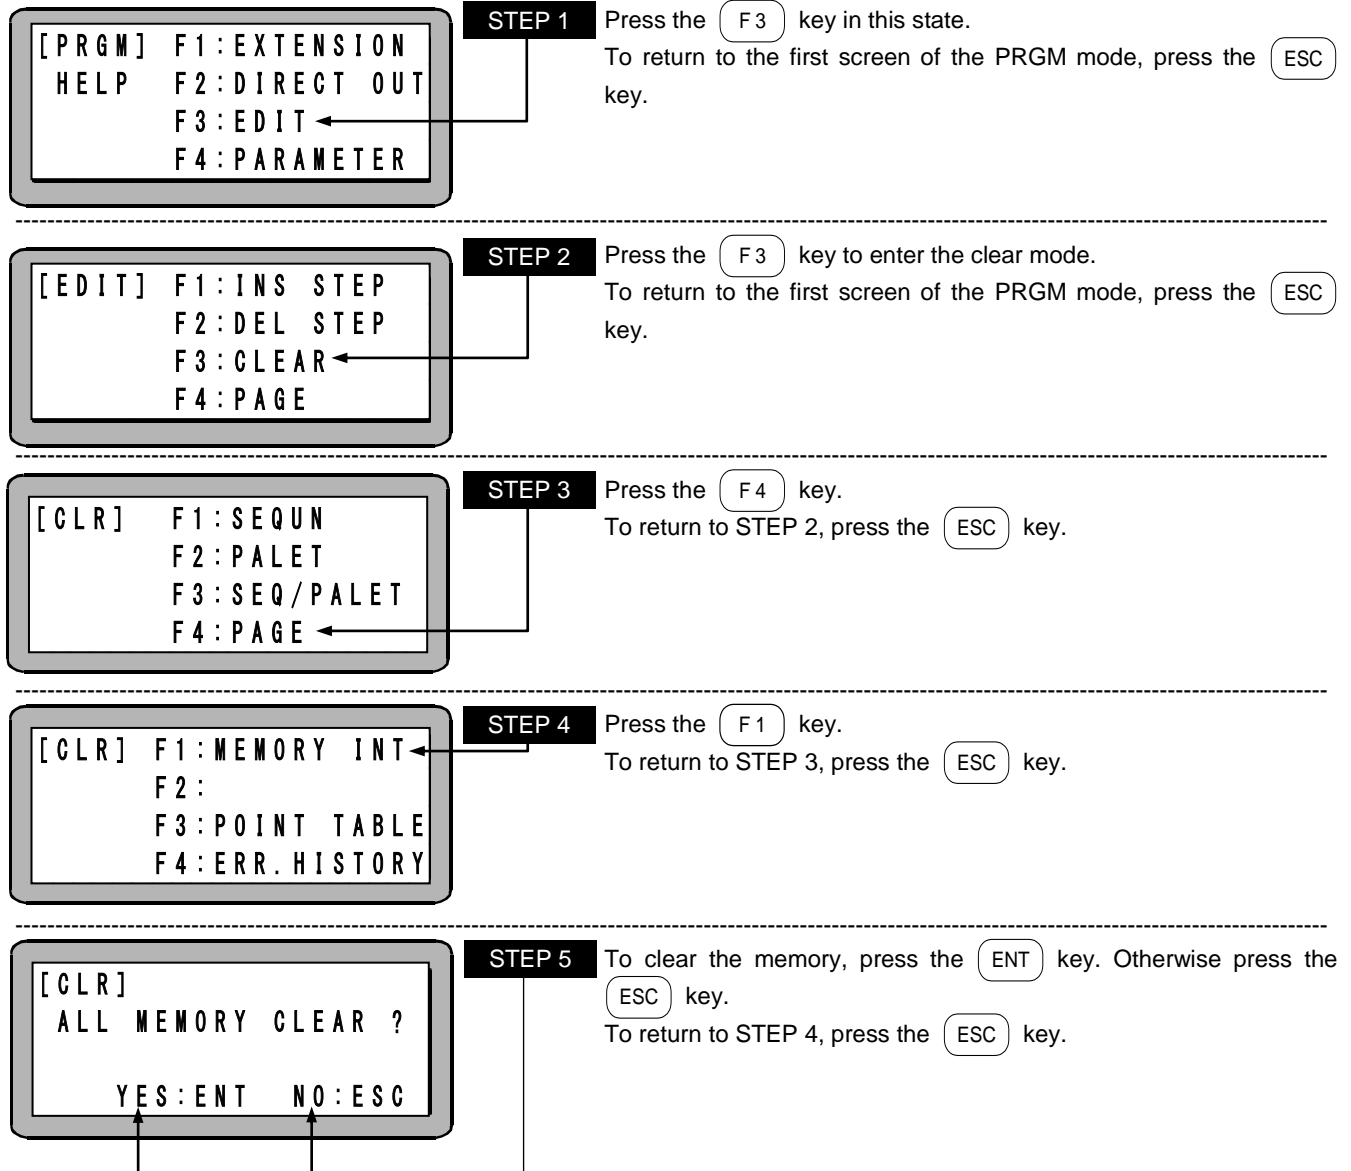 [PRGM] F1:EXTENSION
HELP F2:DIRECT OUT
F3:EDIT
F4:PARAMETER
STEP 1
Press the F3 key in this state.
To return to the first screen of the PRGM mode, press the ESC
key.
[EDIT] F1:INS STEP
F2:DEL STEP
F3:CLEAR
F4:PAGE
STEP 2
Press the F3 key to enter the clear mode.
To return to the first screen of the PRGM mode, press the ESC
key.
[CLR] F1:SEQUN
F2:PALET
F3:SEQ/PALET
F4:PAGE
STEP 3
Press the F4 key.
To return to STEP 2, press the ESC key.
[CLR] F1:MEMORY INT
F2:
F3:POINT TABLE
F4:ERR.HISTORY
STEP 4
Press the F1 key.
To return to STEP 3, press the ESC key.
[CLR]
ALL MEMORY CLEAR ?
YES:ENT NO:ESC
STEP 5
To clear the memory, press the ENT key. Otherwise press the
ESC key.
To return to STEP 4, press the ESC key.